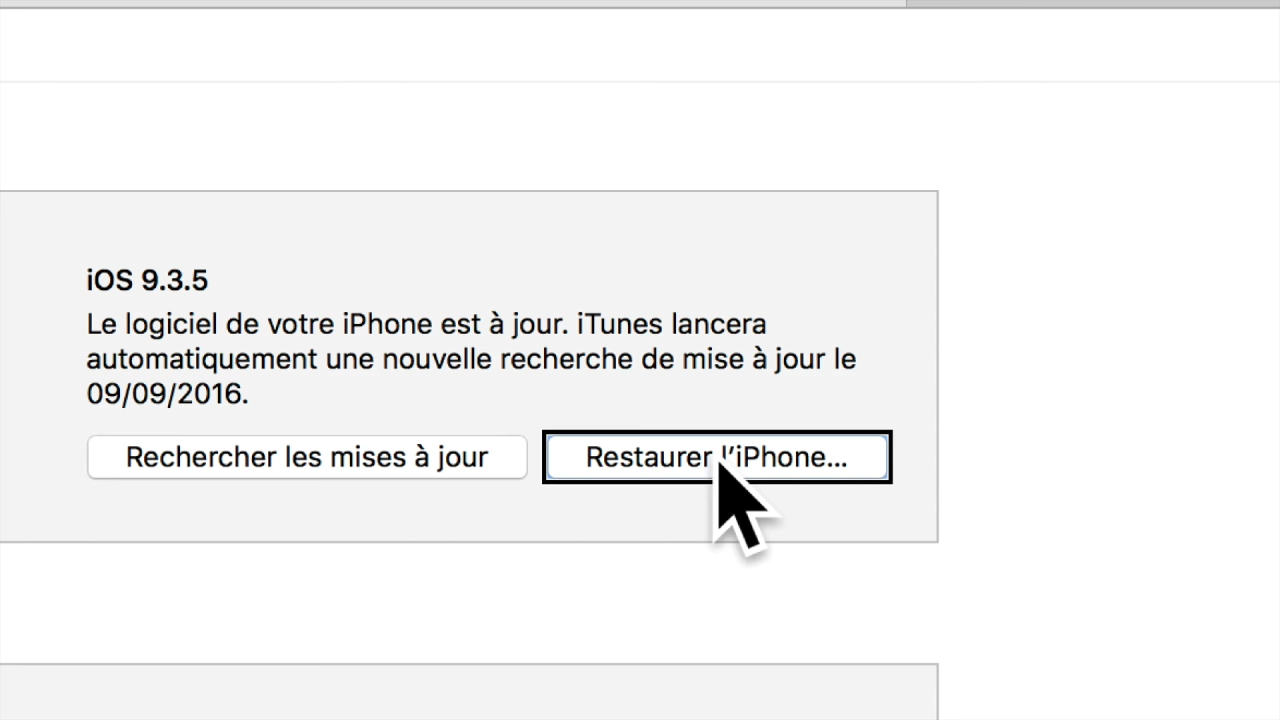 iOS 9.3.5
Le logiciel de votre iPhone est à jour. iTunes lancera
automatiquement une nouvelle recherche de mise à jour le
09/09/2016.
Rechercher les mises à jour
Restaurer l’iPhone...